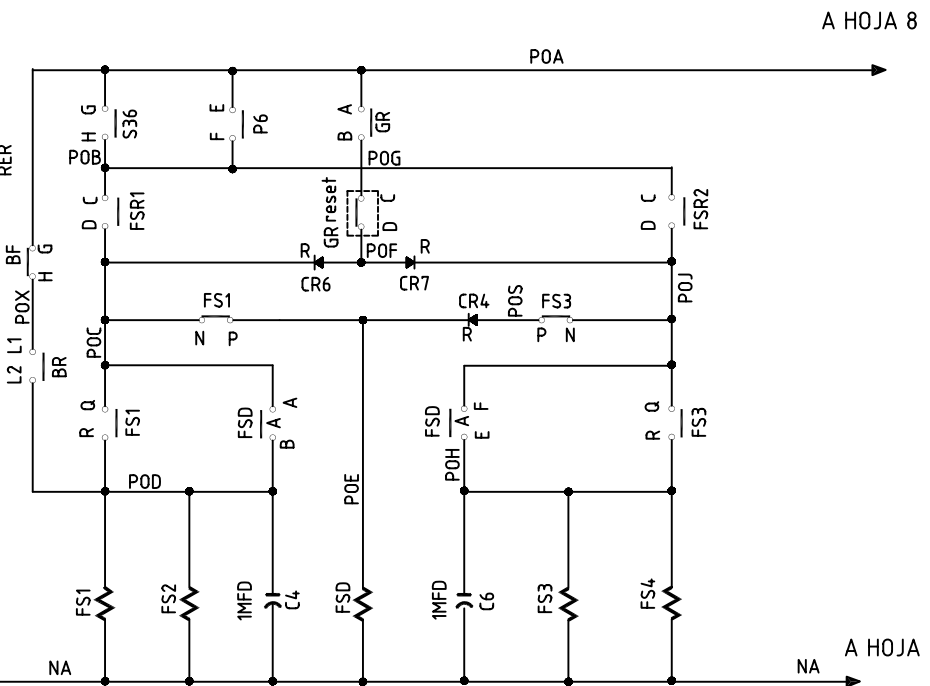 A HOJA 8
POA
G
H
S36
E
F
P6
A
B
GR
RER
POB
POG
C
D
FSR1
GR reset
C
D
C
D
FSR2
BF
G
H
R
POF
R
CR6
CR7
POJ
POX
FS1
N P
CR4
R
POS
FS3
P N
POC
L2 L1
BR
Q
R
FS1
FSD
A
A
B
FSD
F
A
E
Q
R
FS3
POD
POE
POH
FS1
FS2
1MFD
C4
FSD
1MFD
C6
FS3
FS4
A HOJA
NA
NA